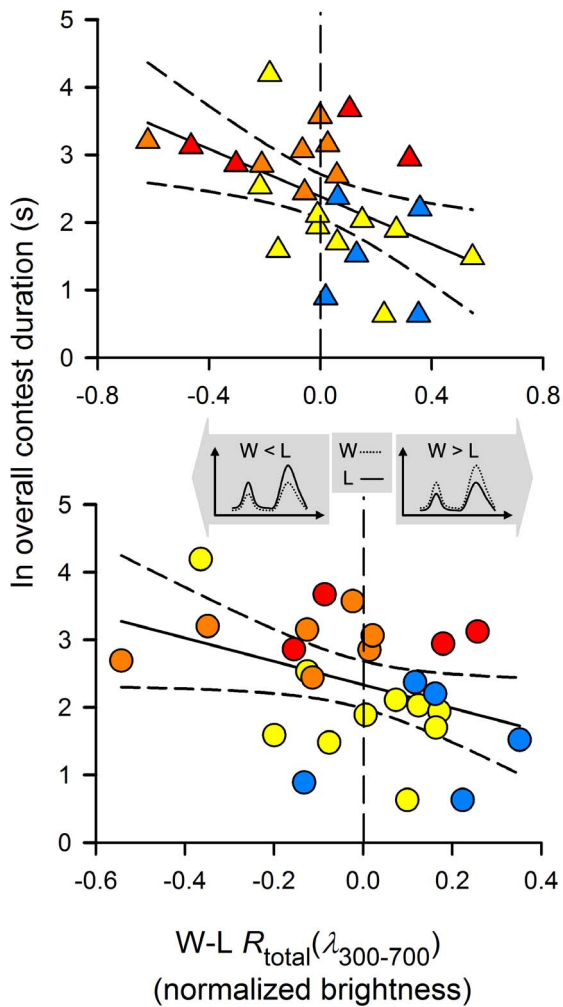 5
4
3
2
1
0
-0.8 -0.4 0.0 0.4 0.8
ln overall contest duration (s)
W < L
W
L
W > L
5
4
3
2
1
0
-0.6 -0.4 -0.2 0.0 0.2 0.4
W-L R_total(λ_300-700)
(normalized brightness)